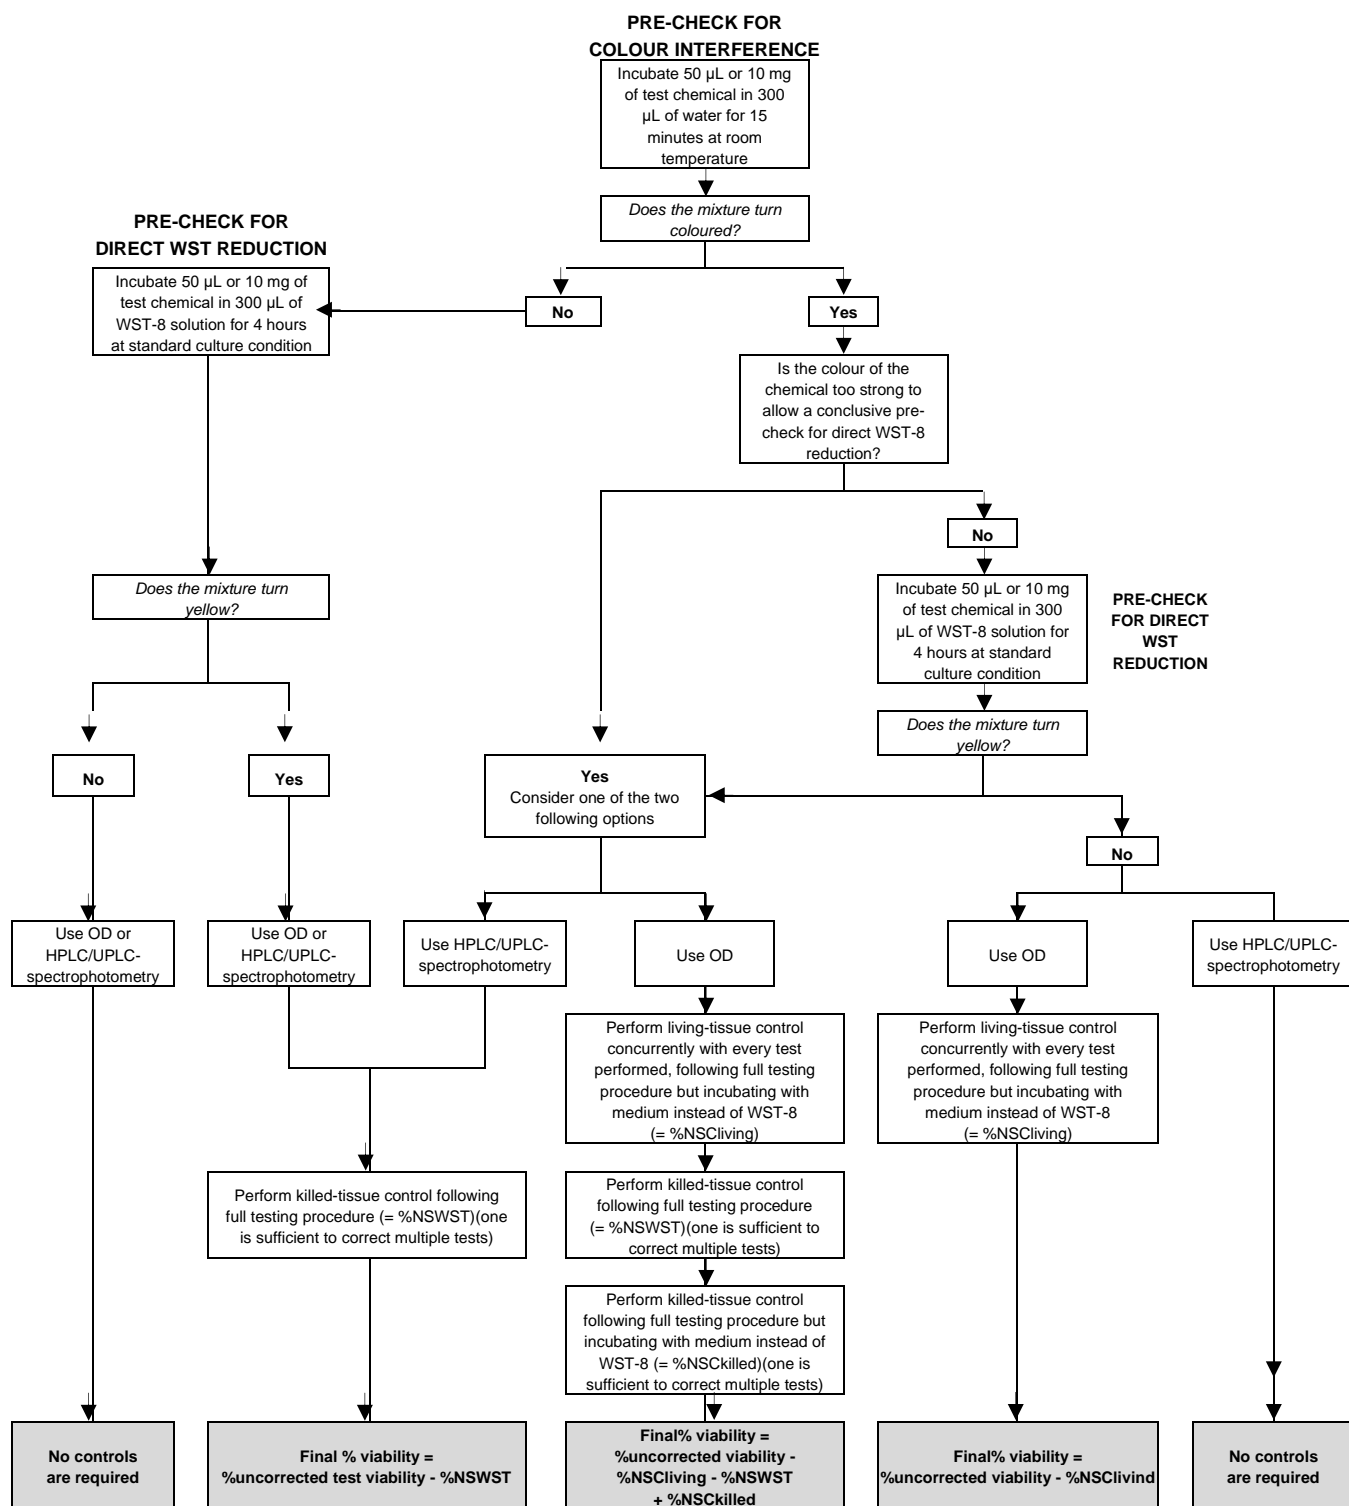 PRE-CHECK FOR
COLOUR INTERFERENCE
Incubate 50 µL or 10 mg
of test chemical in 300
µL of water for 15
minutes at room
temperature
Does the mixture turn
coloured?
PRE-CHECK FOR
DIRECT WST REDUCTION
Incubate 50 µL or 10 mg of
test chemical in 300 µL of
WST-8 solution for 4 hours
at standard culture condition
No
Yes
Is the colour of the
chemical too strong to
allow a conclusive pre-
check for direct WST-8
reduction?
No
Does the mixture turn
yellow?
Incubate 50 µL or 10 mg
of test chemical in 300
µL of WST-8 solution for
4 hours at standard
culture condition
PRE-CHECK
FOR DIRECT
WST
REDUCTION
Does the mixture turn
yellow?
No
Yes
Yes
Consider one of the two
following options
No
Use OD or
HPLC/UPLC-
spectrophotometry
Use OD or
HPLC/UPLC-
spectrophotometry
Use HPLC/UPLC-
spectrophotometry
Use OD
Use OD
Use HPLC/UPLC-
spectrophotometry
Perform living-tissue control
concurrently with every test
performed, following full testing
procedure but incubating with
medium instead of WST-8
(= %NSCliving)
Perform living-tissue control
concurrently with every test
performed, following full testing
procedure but incubating with
medium instead of WST-8
(= %NSCliving)
Perform killed-tissue control following
full testing procedure (= %NSWST)(one
is sufficient to correct multiple tests)
Perform killed-tissue control
following full testing procedure
(= %NSWST)(one is sufficient to
correct multiple tests)
Perform killed-tissue control
following full testing procedure but
incubating with medium instead of
WST-8 (= %NSCkilled)(one is
sufficient to correct multiple tests)
No controls
are required
Final % viability =
%uncorrected test viability - %NSWST
Final% viability =
%uncorrected viability -
%NSCliving - %NSWST
+ %NSCkilled
Final% viability =
%uncorrected viability - %NSClivind
No controls
are required